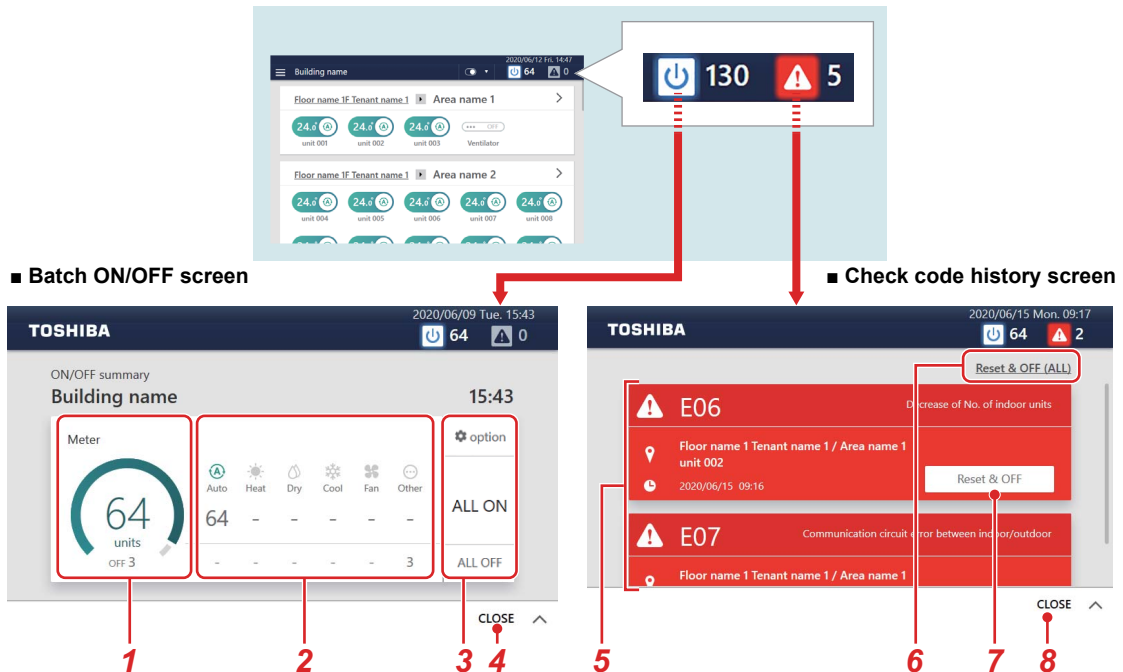 2020/06/12 Fri. 14:47
Building name 64 0
130 5
Floor name 1F Tenant name 1 Area name 1
24.0 A 24.0 A 24.0 A ••• OFF
unit 001 unit 002 unit 003 Ventilator
Floor name 1F Tenant name 1 Area name 2
24.0 A 24.0 A 24.0 A 24.0 A 24.0 A
unit 004 unit 005 unit 006 unit 007 unit 008
■ Batch ON/OFF screen
2020/06/09 Tue. 15:43
TOSHIBA 64 0
ON/OFF summary
Building name 15:43
Meter
64
units
OFF 3
A
Auto Heat Dry Cool Fan Other
64 - - - - -
- - - - - 3
option
ALL ON
ALL OFF
CLOSE
1 2 3 4
■ Check code history screen
2020/06/15 Mon. 09:17
TOSHIBA 64 2
Reset & OFF (ALL)
E06 Decrease of No. of indoor units
Floor name 1 Tenant name 1 / Area name 1
unit 002
2020/06/15 09:16
Reset & OFF
E07 Communication circuit error between indoor/outdoor
Floor name 1 Tenant name 1 / Area name 1
CLOSE
5 6 7 8